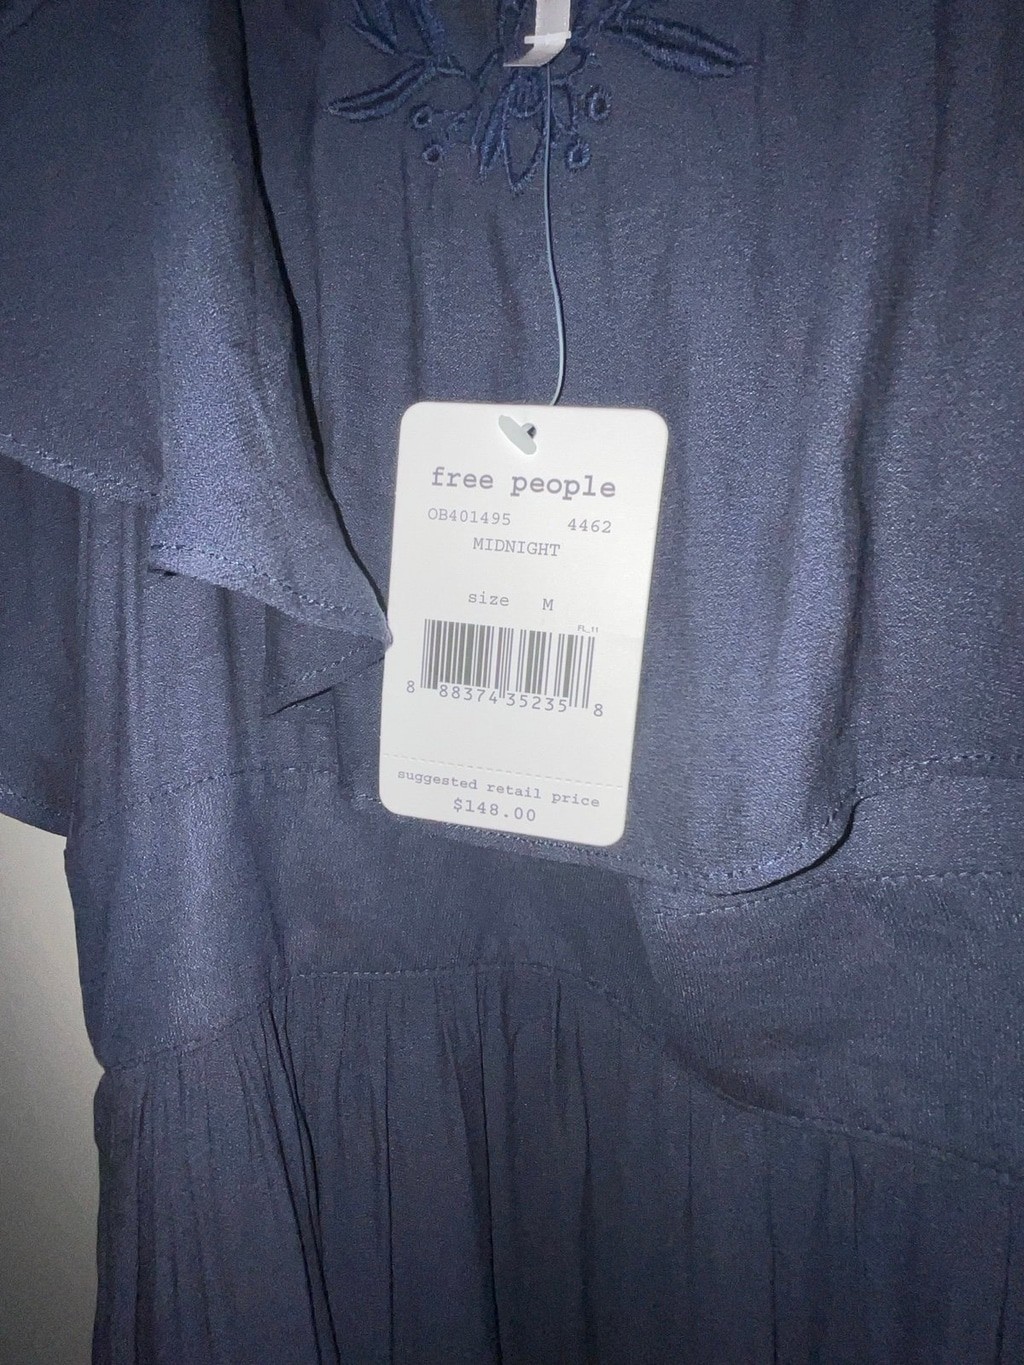 free people
OB401495 4462
MIDNIGHT
size M
FL_11
8 88374 35235 8
suggested retail price
$148.00